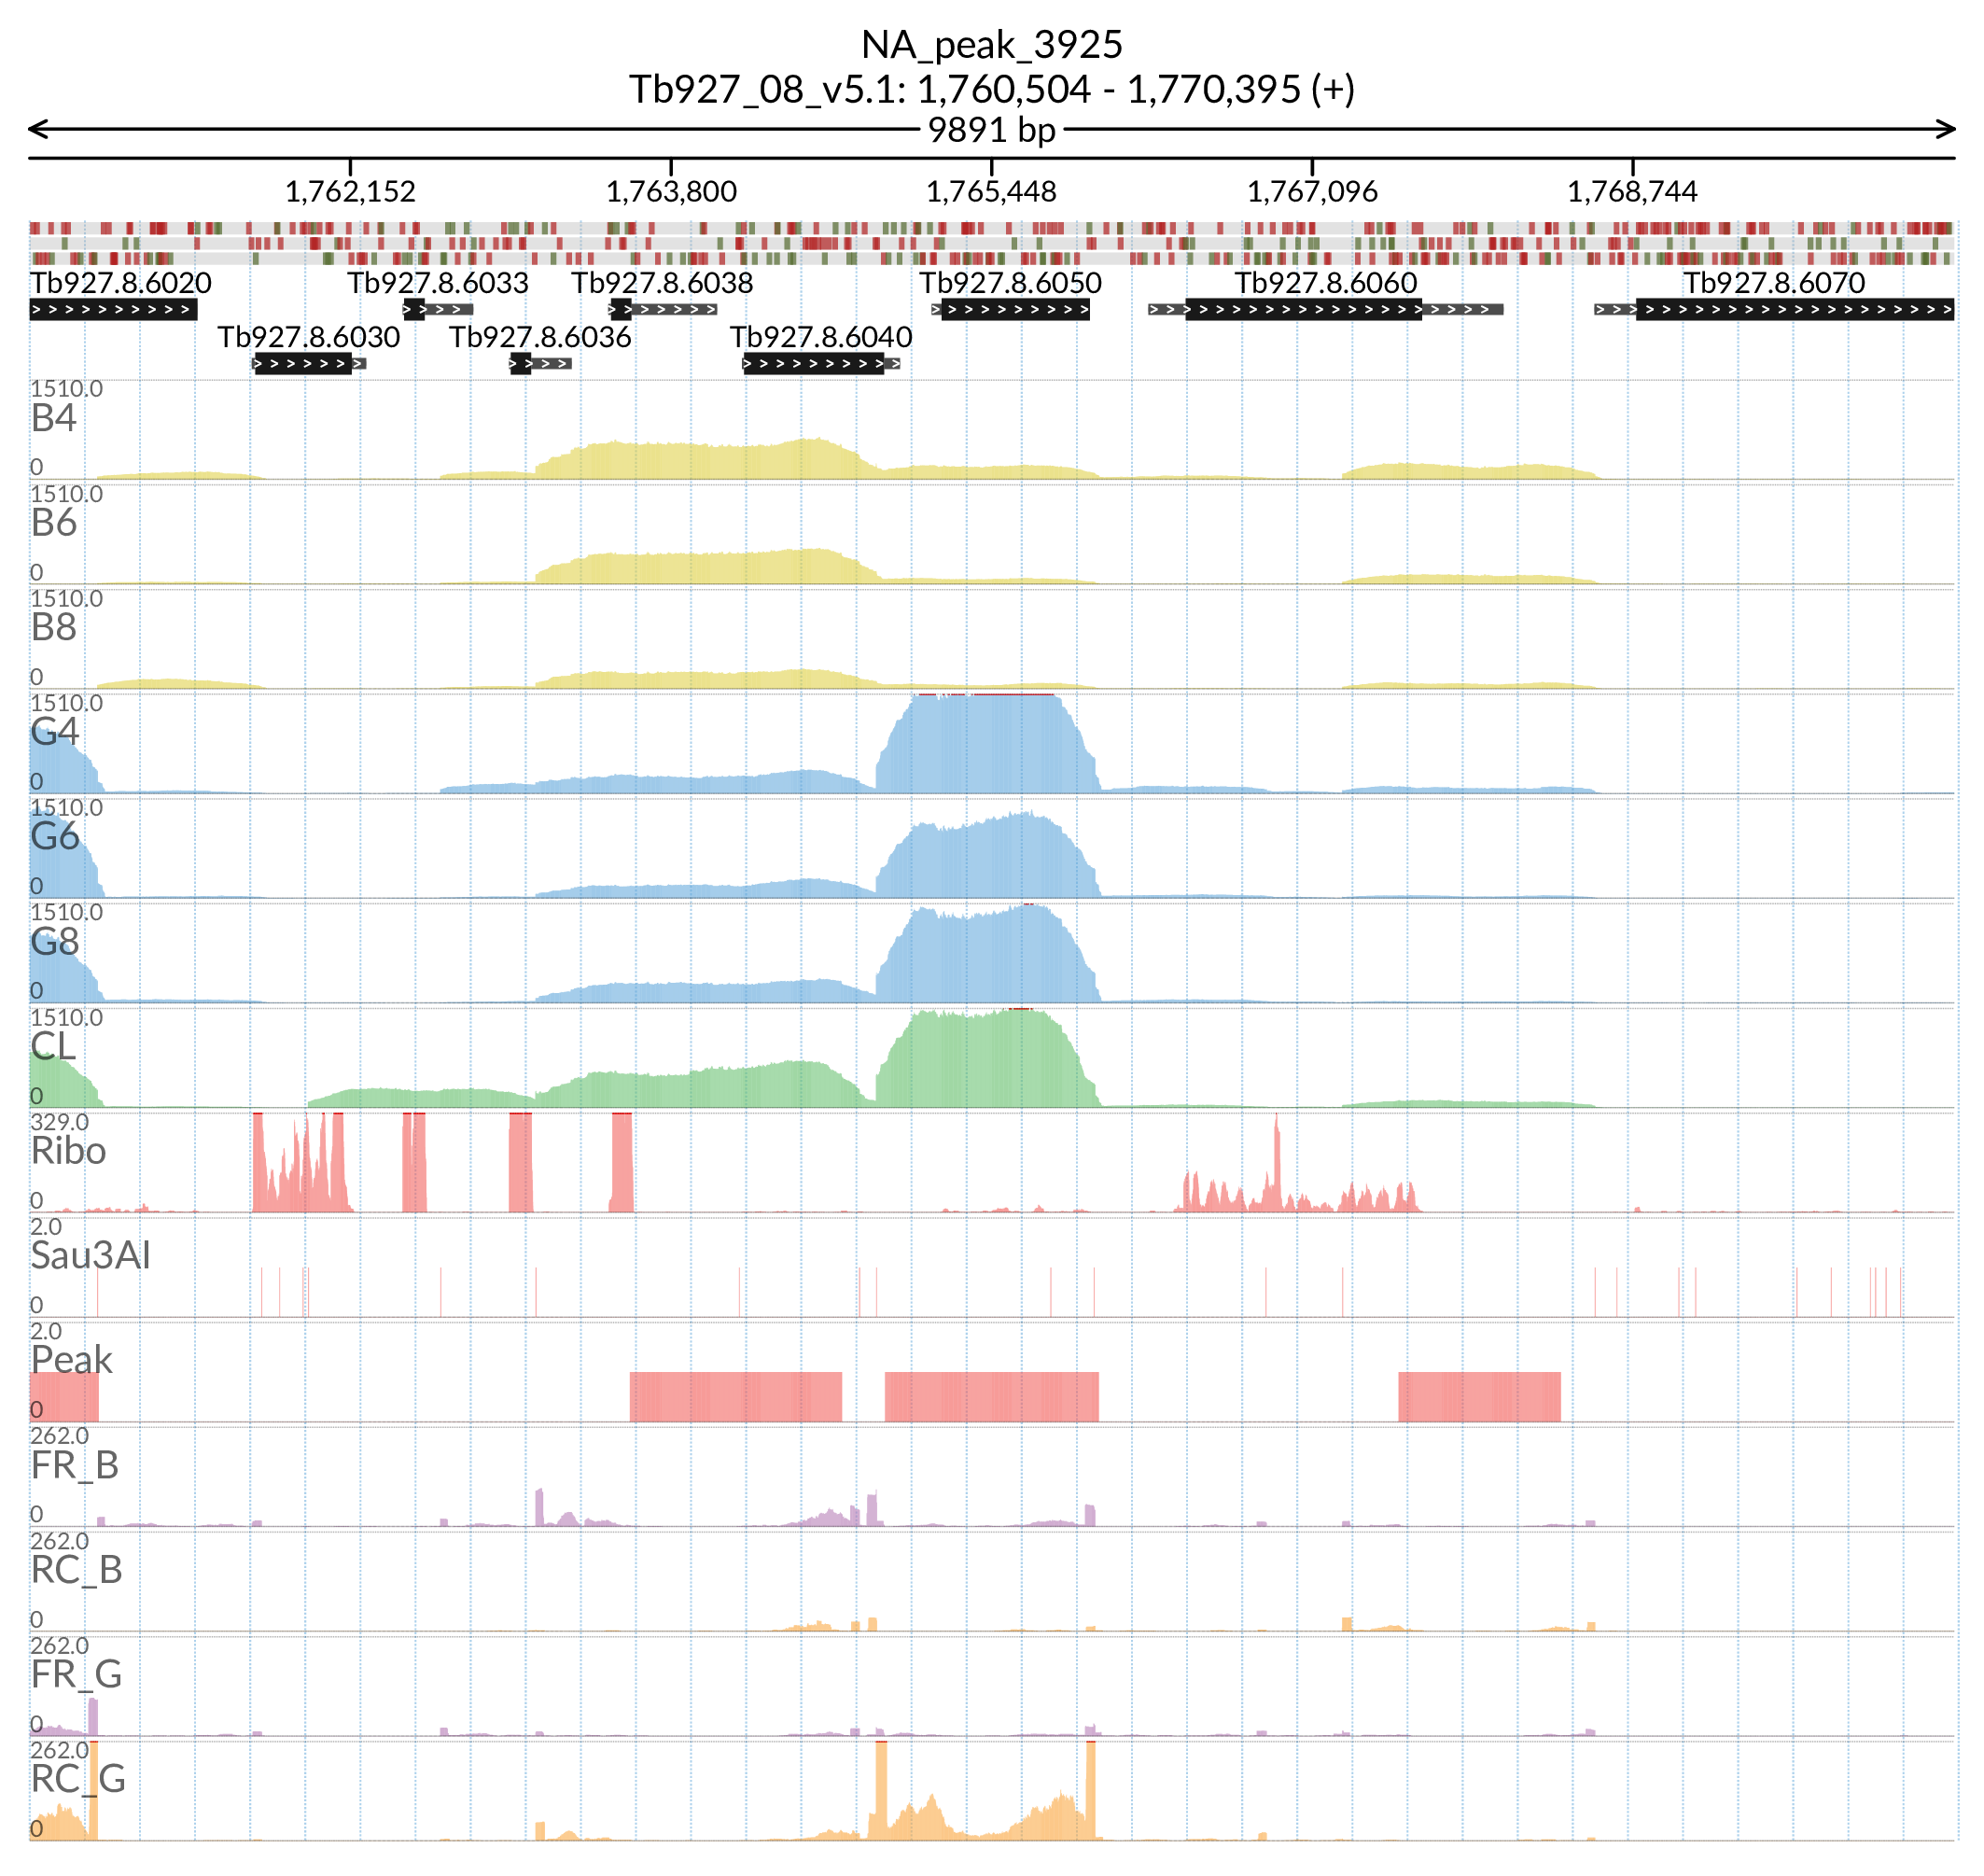 NA_peak_3925
Tb927_08_v5.1: 1,760,504 - 1,770,395 (+)
9891 bp
1,762,152 1,763,800 1,765,448 1,767,096 1,768,744
Tb927.8.6020 Tb927.8.6033 Tb927.8.6038 Tb927.8.6050 Tb927.8.6060 Tb927.8.6070
Tb927.8.6030 Tb927.8.6036 Tb927.8.6040
1510.0
B4
0
1510.0
B6
0
1510.0
B8
0
1510.0
G4
0
1510.0
G6
0
1510.0
G8
0
1510.0
CL
0
329.0
Ribo
0
2.0
Sau3AI
0
2.0
Peak
0
262.0
FR_B
0
262.0
RC_B
0
262.0
FR_G
0
262.0
RC_G
0